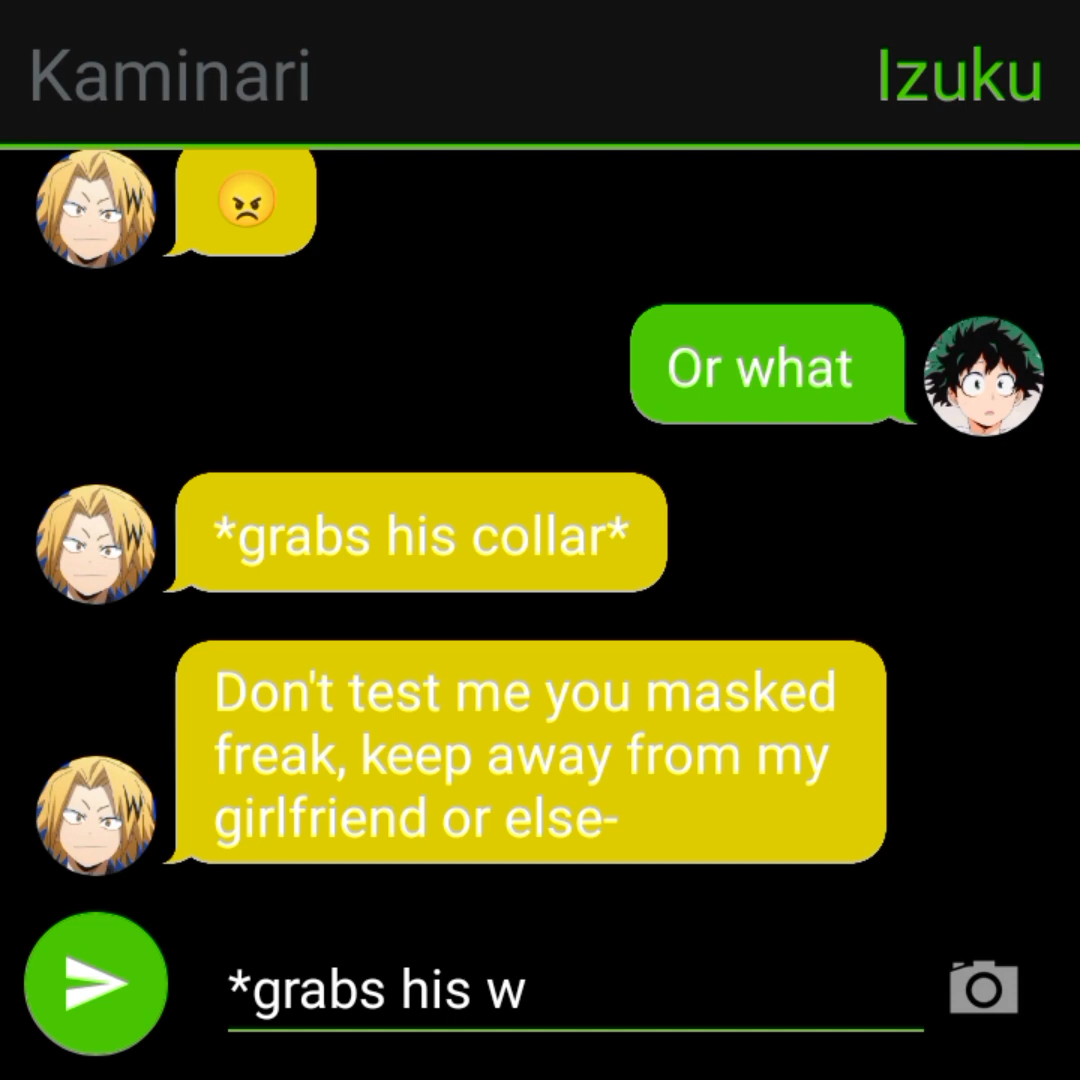 Kaminari
Izuku
😠
Or what
*grabs his collar*
Don't test me you masked
freak, keep away from my
girlfriend or else-
*grabs his w